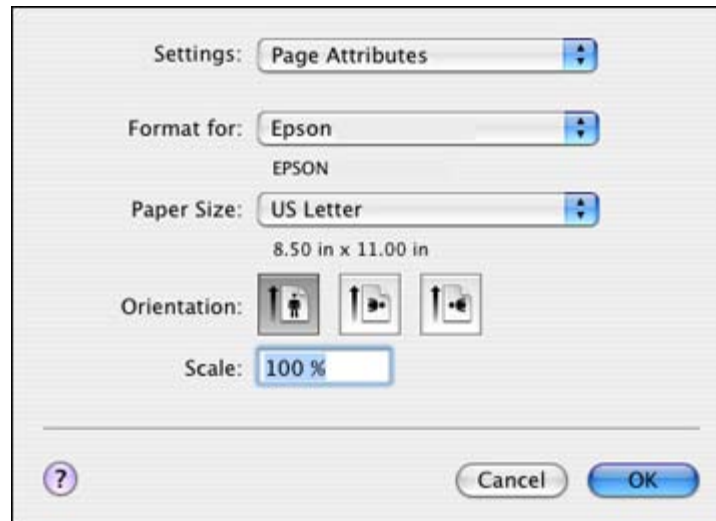 Settings: Page Attributes
Format for: Epson
EPSON
Paper Size: US Letter
8.50 in x 11.00 in
Orientation:
Scale: 100 %
? Cancel OK